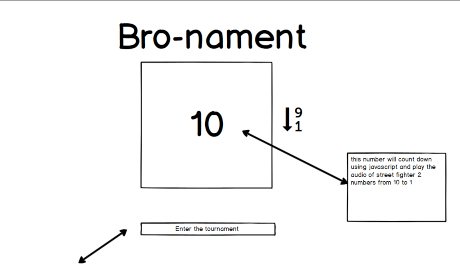 Bro-nament
10
9
1
this number will count down
using javascript and play the
audio of street fighter 2
numbers from 10 to 1
Enter the tournament